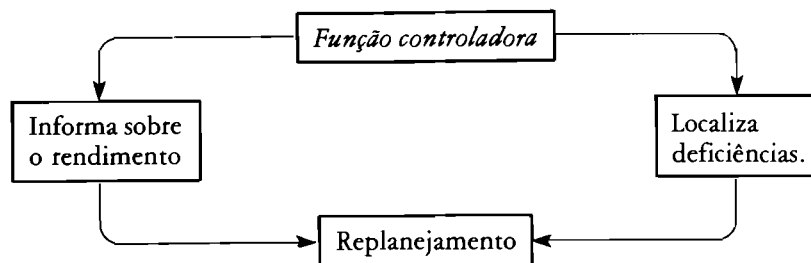 Função controladora
Informa sobre
o rendimento
Localiza
deficiências.
Replanejamento